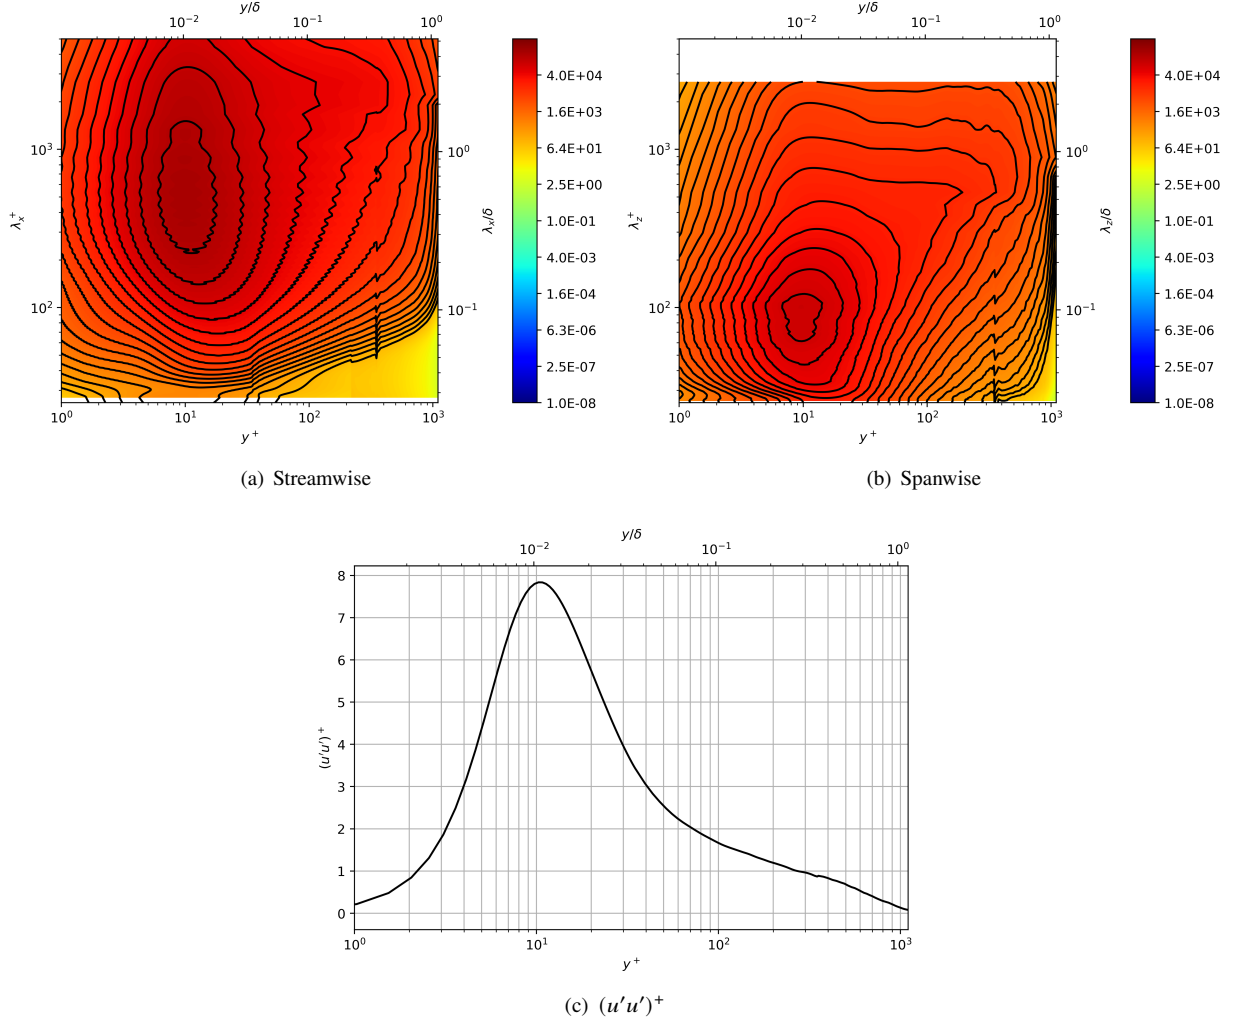 y/δ
10⁻² 10⁻¹ 10⁰
λₓ⁺
10³
10²
10⁰ 10¹ 10² 10³
y⁺
10⁰
10⁻¹
λₓ/δ
4.0E+04
1.6E+03
6.4E+01
2.5E+00
1.0E-01
4.0E-03
1.6E-04
6.3E-06
2.5E-07
1.0E-08
(a) Streamwise
y/δ
10⁻² 10⁻¹ 10⁰
λ_z⁺
10³
10²
10⁰ 10¹ 10² 10³
y⁺
10⁰
10⁻¹
λ_z/δ
4.0E+04
1.6E+03
6.4E+01
2.5E+00
1.0E-01
4.0E-03
1.6E-04
6.3E-06
2.5E-07
1.0E-08
(b) Spanwise
y/δ
10⁻² 10⁻¹ 10⁰
(u′u′)⁺
8
7
6
5
4
3
2
1
0
10⁰ 10¹ 10² 10³
y⁺
(c) (u′u′)⁺